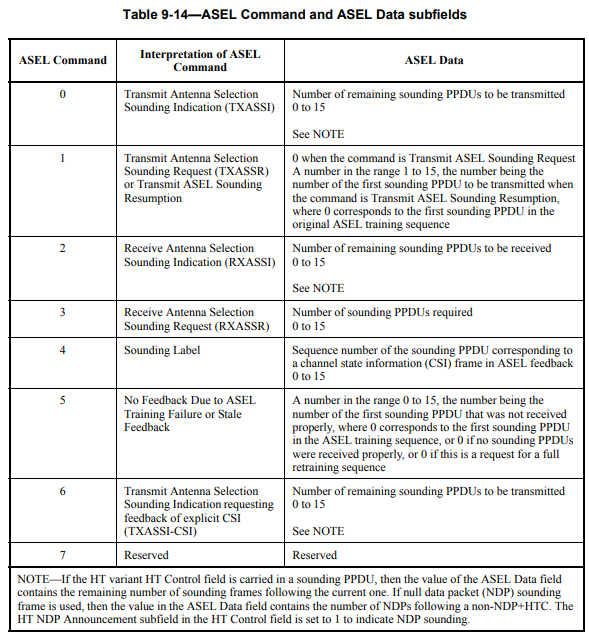 Table 9-14—ASEL Command and ASEL Data subfields
ASEL Command
Interpretation of ASEL
Command
ASEL Data
0
Transmit Antenna Selection
Sounding Indication (TXASSI)
Number of remaining sounding PPDUs to be transmitted
0 to 15
See NOTE
1
Transmit Antenna Selection
Sounding Request (TXASSR)
or Transmit ASEL Sounding
Resumption
0 when the command is Transmit ASEL Sounding Request
A number in the range 1 to 15, the number being the
number of the first sounding PPDU to be transmitted when
the command is Transmit ASEL Sounding Resumption,
where 0 corresponds to the first sounding PPDU in the
original ASEL training sequence
2
Receive Antenna Selection
Sounding Indication (RXASSI)
Number of remaining sounding PPDUs to be received
0 to 15
See NOTE
3
Receive Antenna Selection
Sounding Request (RXASSR)
Number of sounding PPDUs required
0 to 15
4
Sounding Label
Sequence number of the sounding PPDU corresponding to
a channel state information (CSI) frame in ASEL feedback
0 to 15
5
No Feedback Due to ASEL
Training Failure or Stale
Feedback
A number in the range 0 to 15, the number being the
number of the first sounding PPDU that was not received
properly, where 0 corresponds to the first sounding PPDU
in the ASEL training sequence, or 0 if no sounding PPDUs
were received properly, or 0 if this is a request for a full
retraining sequence
6
Transmit Antenna Selection
Sounding Indication requesting
feedback of explicit CSI
(TXASSI-CSI)
Number of remaining sounding PPDUs to be transmitted
0 to 15
See NOTE
7
Reserved
Reserved
NOTE—If the HT variant HT Control field is carried in a sounding PPDU, then the value of the ASEL Data field
contains the remaining number of sounding frames following the current one. If null data packet (NDP) sounding
frame is used, then the value in the ASEL Data field contains the number of NDPs following a non-NDP+HTC. The
HT NDP Announcement subfield in the HT Control field is set to 1 to indicate NDP sounding.